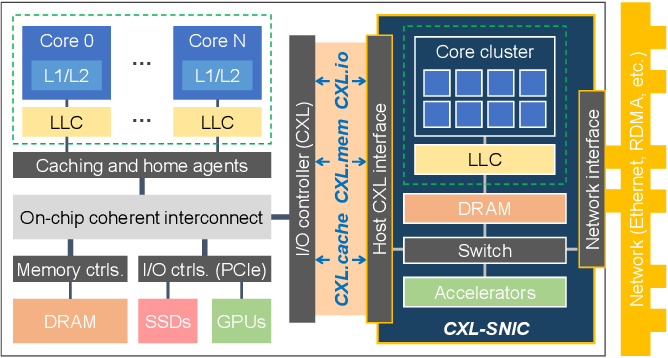 Core 0
Core N
L1/L2
...
L1/L2
LLC
...
LLC
Caching and home agents
On-chip coherent interconnect
Memory ctrls.
I/O ctrls. (PCIe)
DRAM
SSDs
GPUs
I/O controller (CXL)
CXL.io
CXL.mem
CXL.cache
Host CXL interface
Core cluster
LLC
DRAM
Switch
Accelerators
CXL-SNIC
Network interface
Network (Ethernet, RDMA, etc.)